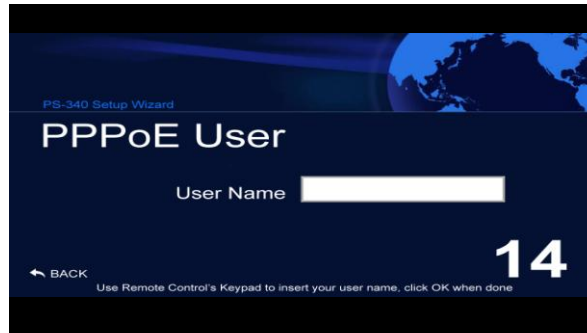 PS-340 Setup Wizard
PPPoE User
User Name
14
BACK
Use Remote Control's Keypad to insert your user name, click OK when done